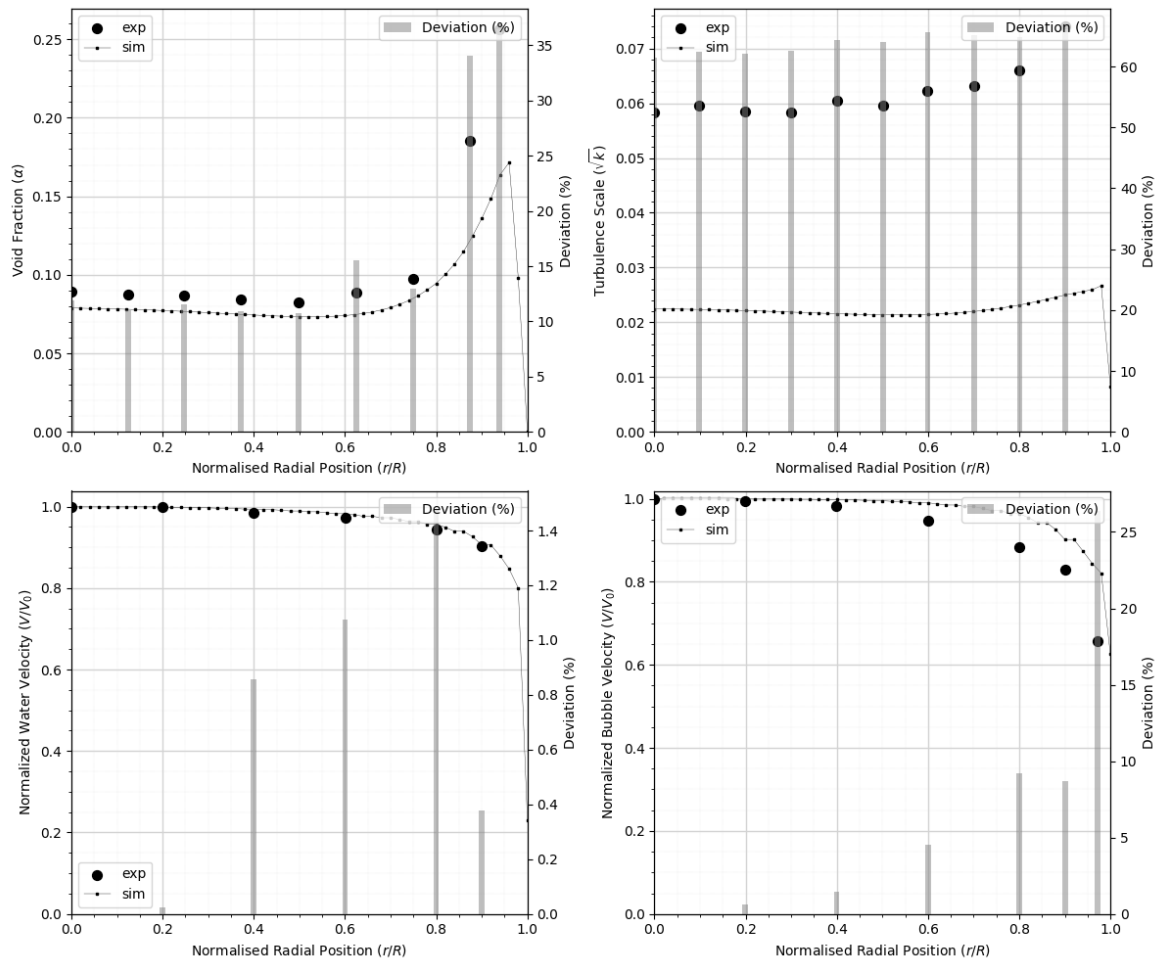 exp
sim
Deviation (%)
0.25
0.20
0.15
0.10
0.05
0.00
Void Fraction (α)
35
30
25
20
15
10
5
0
Deviation (%)
0.0 0.2 0.4 0.6 0.8 1.0
Normalised Radial Position (r/R)
exp
sim
Deviation (%)
0.07
0.06
0.05
0.04
0.03
0.02
0.01
0.00
Turbulence Scale (√k)
60
50
40
30
20
10
0
Deviation (%)
0.0 0.2 0.4 0.6 0.8 1.0
Normalised Radial Position (r/R)
Deviation (%)
exp
sim
1.0
0.8
0.6
0.4
0.2
0.0
Normalized Water Velocity (V/V₀)
1.4
1.2
1.0
0.8
0.6
0.4
0.2
0.0
Deviation (%)
0.0 0.2 0.4 0.6 0.8 1.0
Normalised Radial Position (r/R)
exp
sim
Deviation (%)
1.0
0.8
0.6
0.4
0.2
0.0
Normalized Bubble Velocity (V/V₀)
25
20
15
10
5
0
Deviation (%)
0.0 0.2 0.4 0.6 0.8 1.0
Normalised Radial Position (r/R)